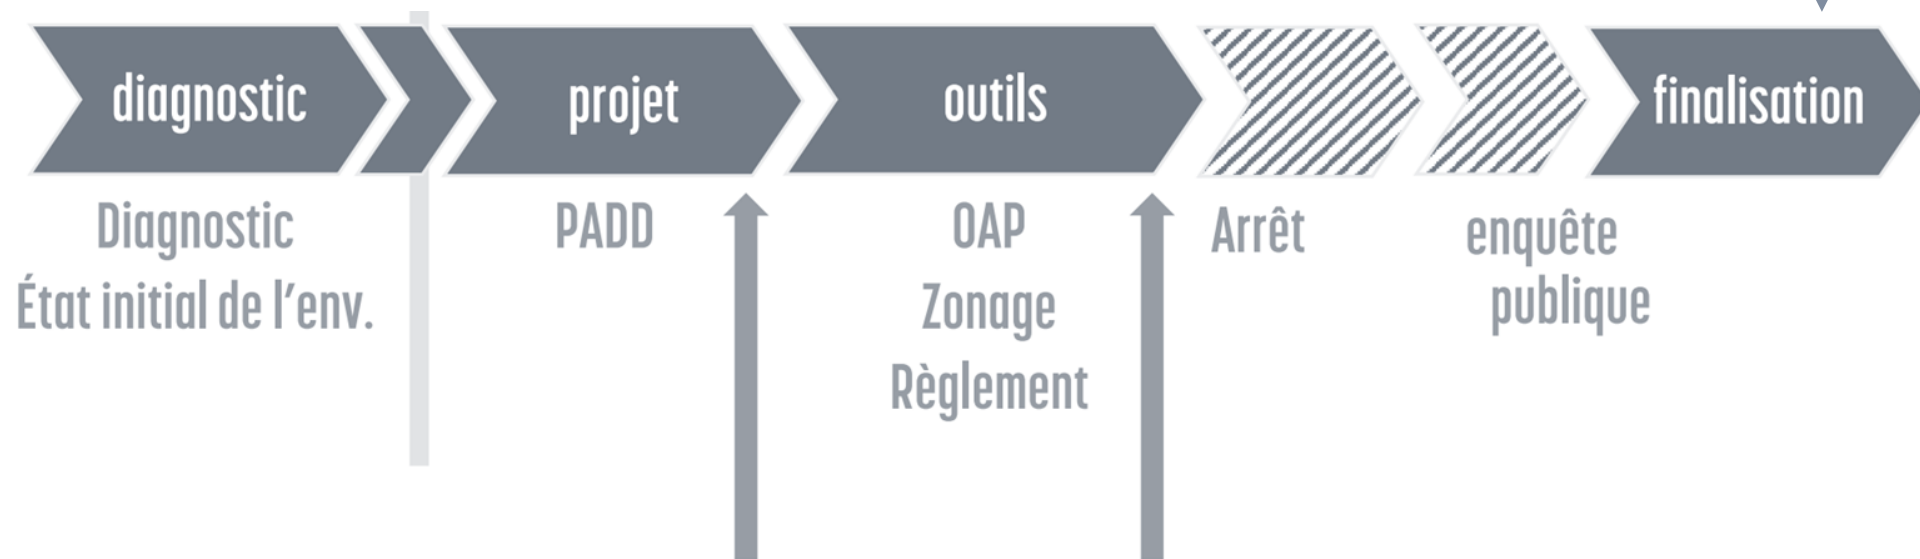 diagnostic
projet
outils
finalisation
Diagnostic
État initial de l'env.
PADD
OAP
Zonage
Règlement
Arrêt
enquête
publique